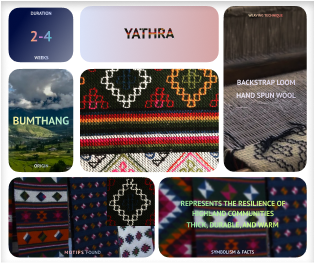 DURATION
2-4
WEEKS
YATHRA
WEAVING TECHNIQUE
BACKSTRAP LOOM
HAND SPUN WOOL
BUMTHANG
ORIGIN
MOTIFS FOUND
REPRESENTS THE RESILIENCE OF
HIGHLAND COMMUNITIES
THICK, DURABLE, AND WARM
SYMBOLISM & FACTS